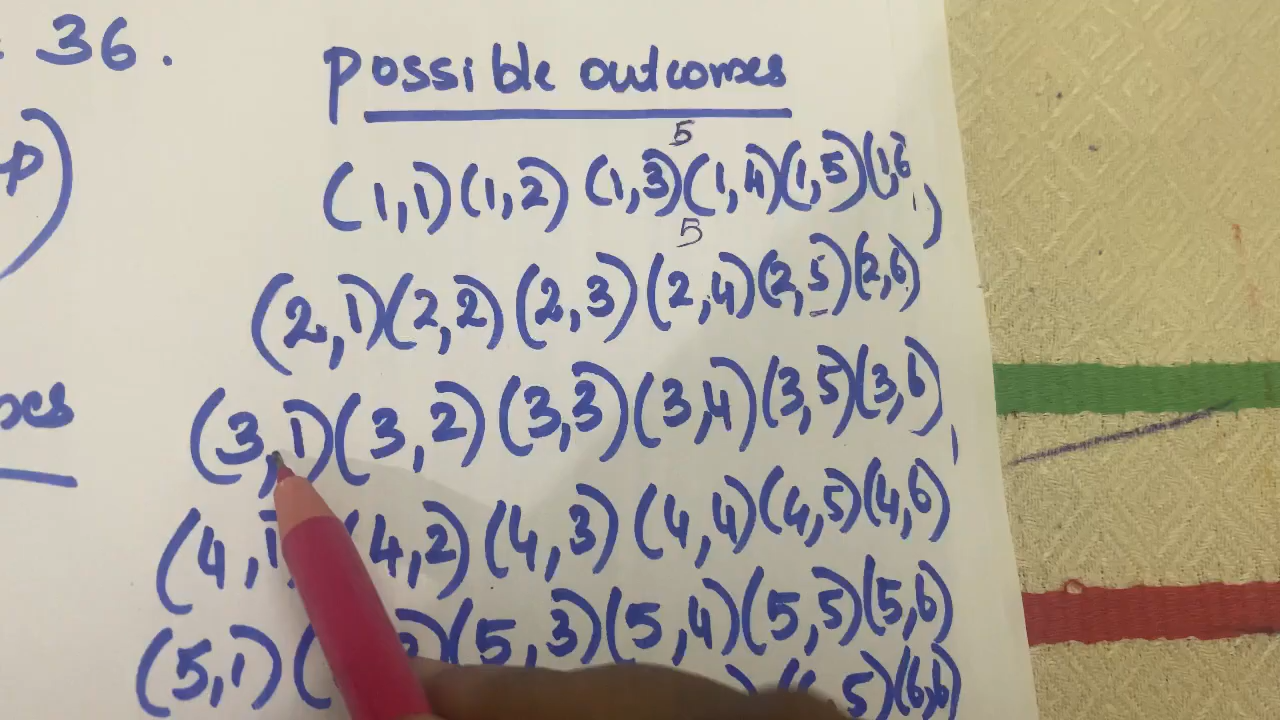 36.
possible outcomes
5
(1,1) (1,2) (1,3) (1,4) (1,5) (1,6)
5
(2,1) (2,2) (2,3) (2,4) (2,5) (2,6)
(3,1) (3,2) (3,3) (3,4) (3,5) (3,6)
(4,1) (4,2) (4,3) (4,4) (4,5) (4,6)
(5,1) (5,3) (5,4) (5,5) (5,6)
5) (6,6)